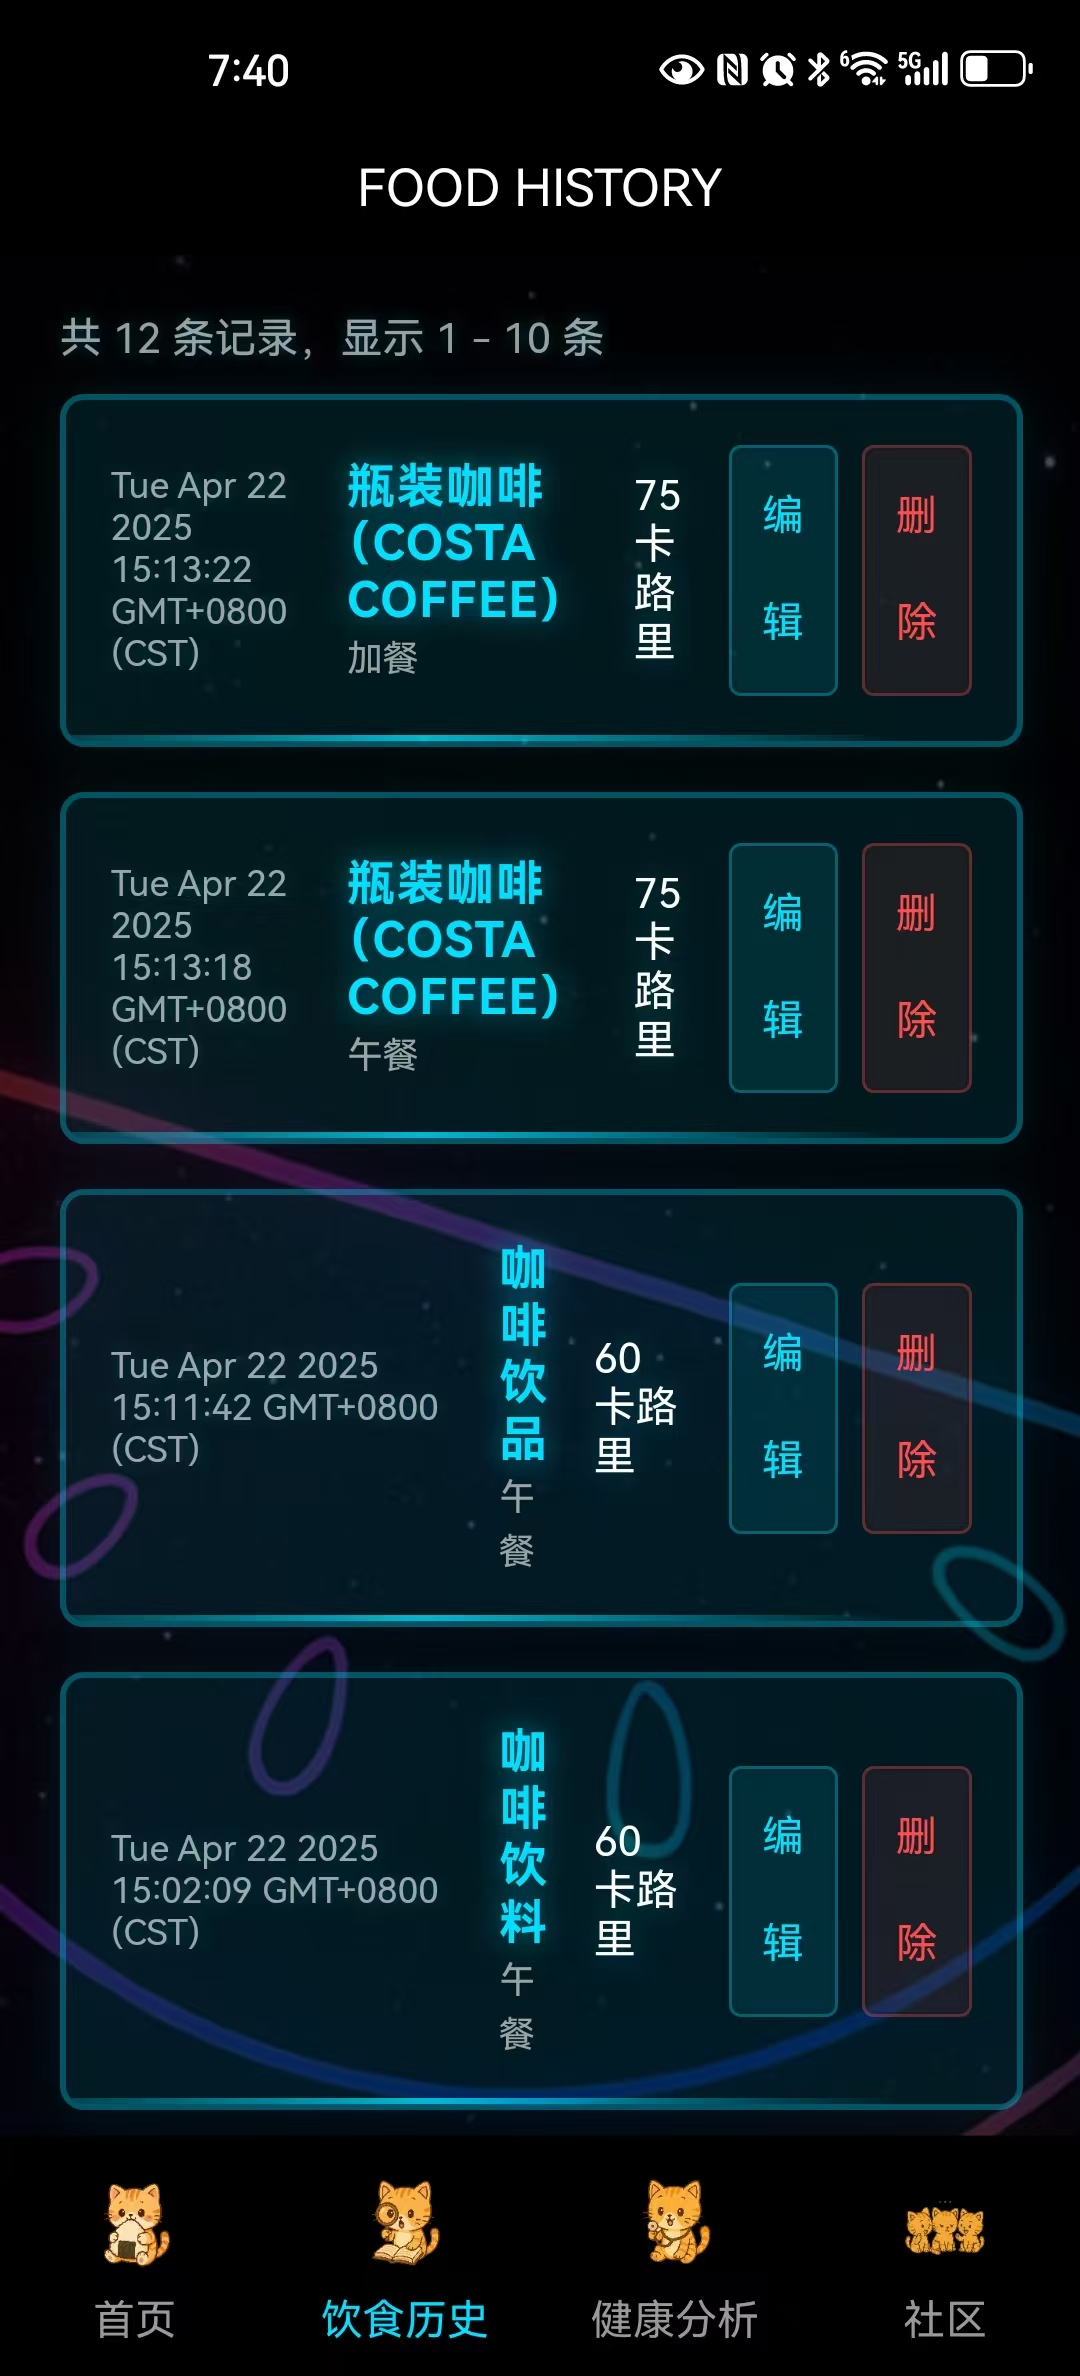 7:40
6
5G
FOOD HISTORY
共 12 条记录，显示 1 - 10 条
Tue Apr 22
2025
15:13:22
GMT+0800
(CST)
瓶装咖啡
（COSTA
COFFEE）
加餐
75
卡
路
里
编
辑
删
除
Tue Apr 22
2025
15:13:18
GMT+0800
(CST)
瓶装咖啡
（COSTA
COFFEE）
午餐
75
卡
路
里
编
辑
删
除
Tue Apr 22 2025
15:11:42 GMT+0800
(CST)
咖
啡
饮
品
午
餐
60
卡路
里
编
辑
删
除
Tue Apr 22 2025
15:02:09 GMT+0800
(CST)
咖
啡
饮
料
午
餐
60
卡路
里
编
辑
删
除
首页
饮食历史
健康分析
社区